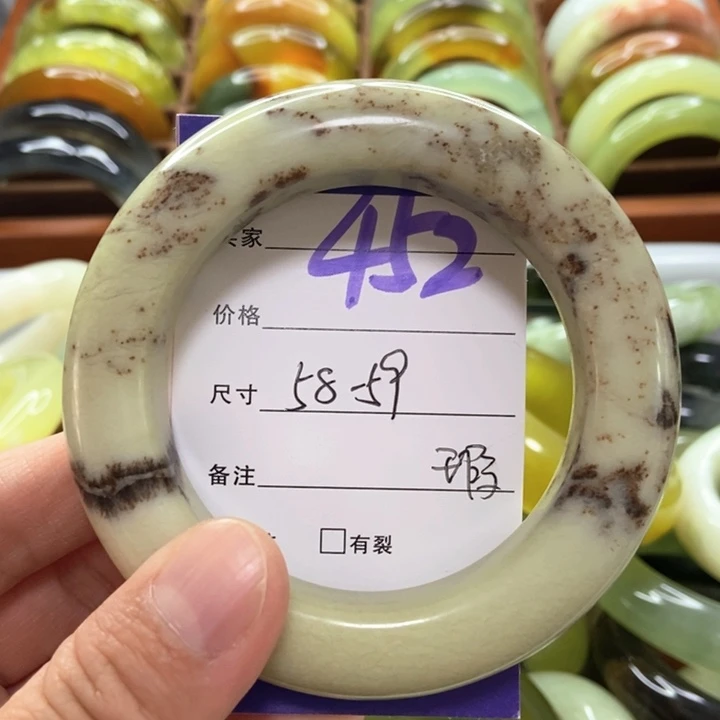 家 452
价格
尺寸 58-59
备注 瑕
□有裂